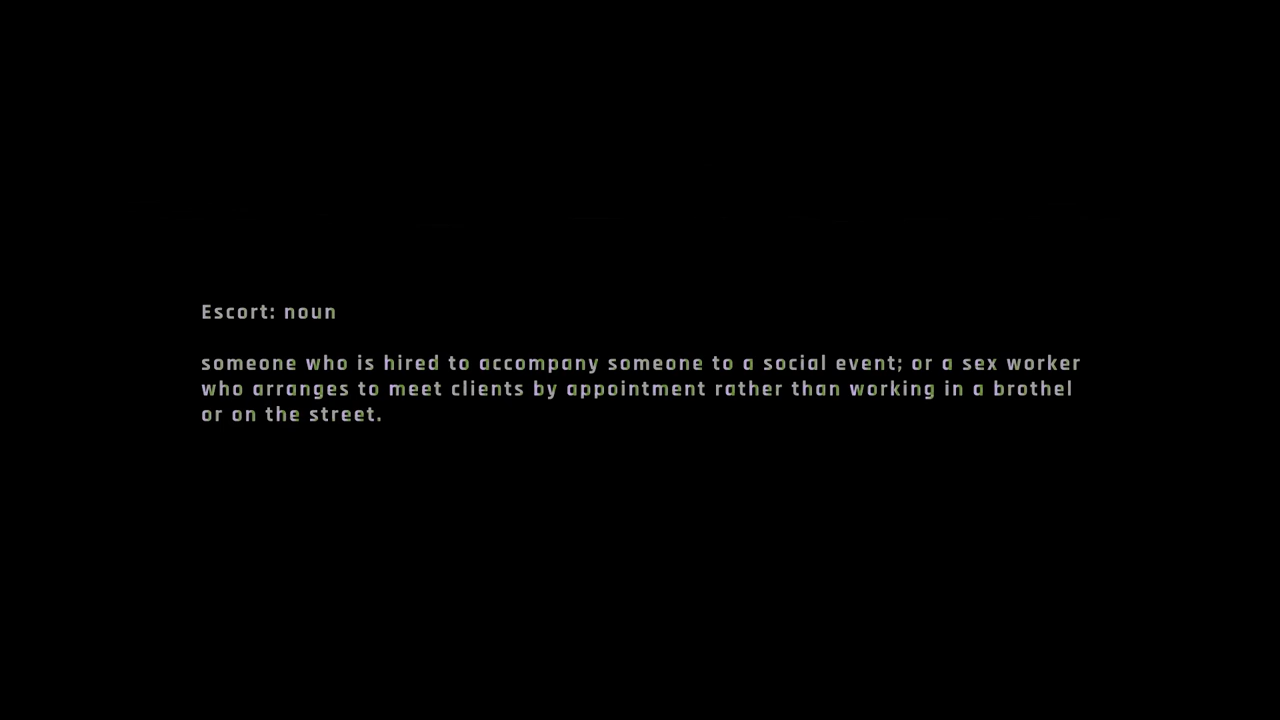 Escort: noun
someone who is hired to accompany someone to a social event; or a sex worker
who arranges to meet clients by appointment rather than working in a brothel
or on the street.